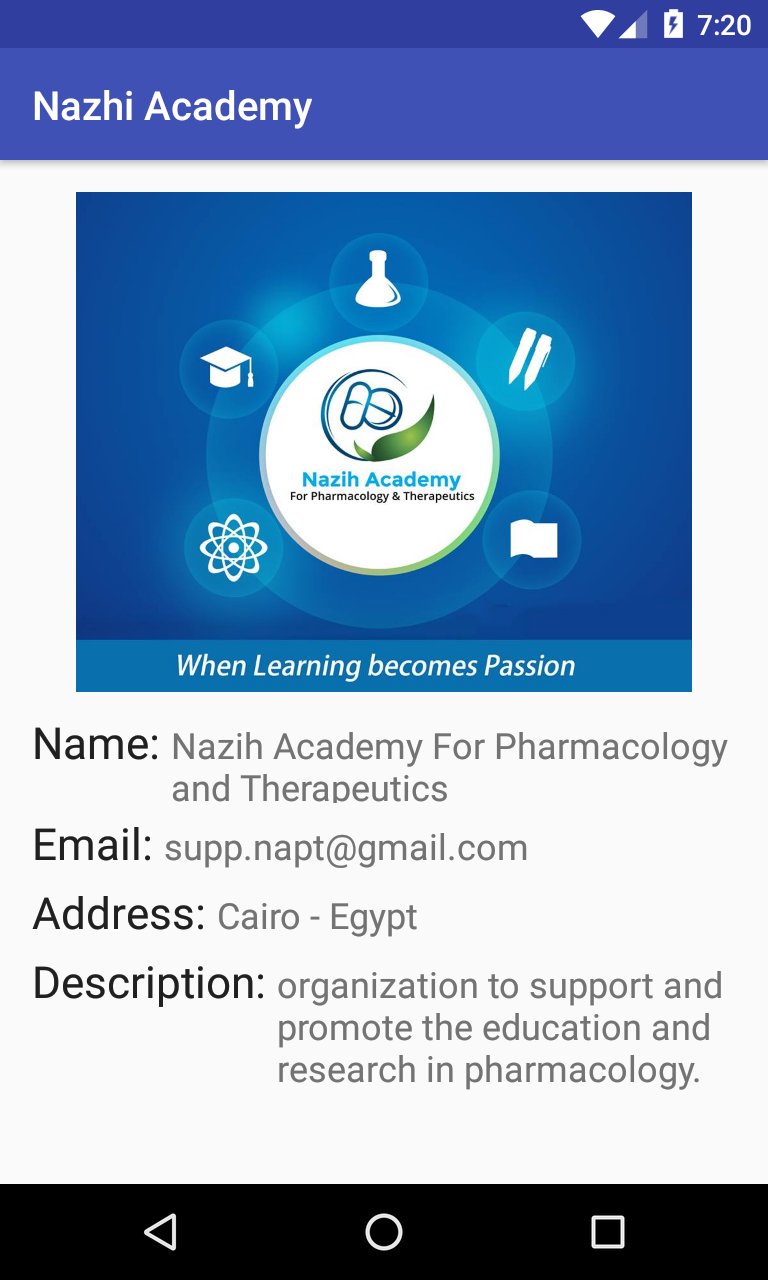 7:20
Nazhi Academy
Nazih Academy
For Pharmacology & Therapeutics
When Learning becomes Passion
Name: Nazih Academy For Pharmacology
and Therapeutics
Email: supp.napt@gmail.com
Address: Cairo - Egypt
Description: organization to support and
promote the education and
research in pharmacology.